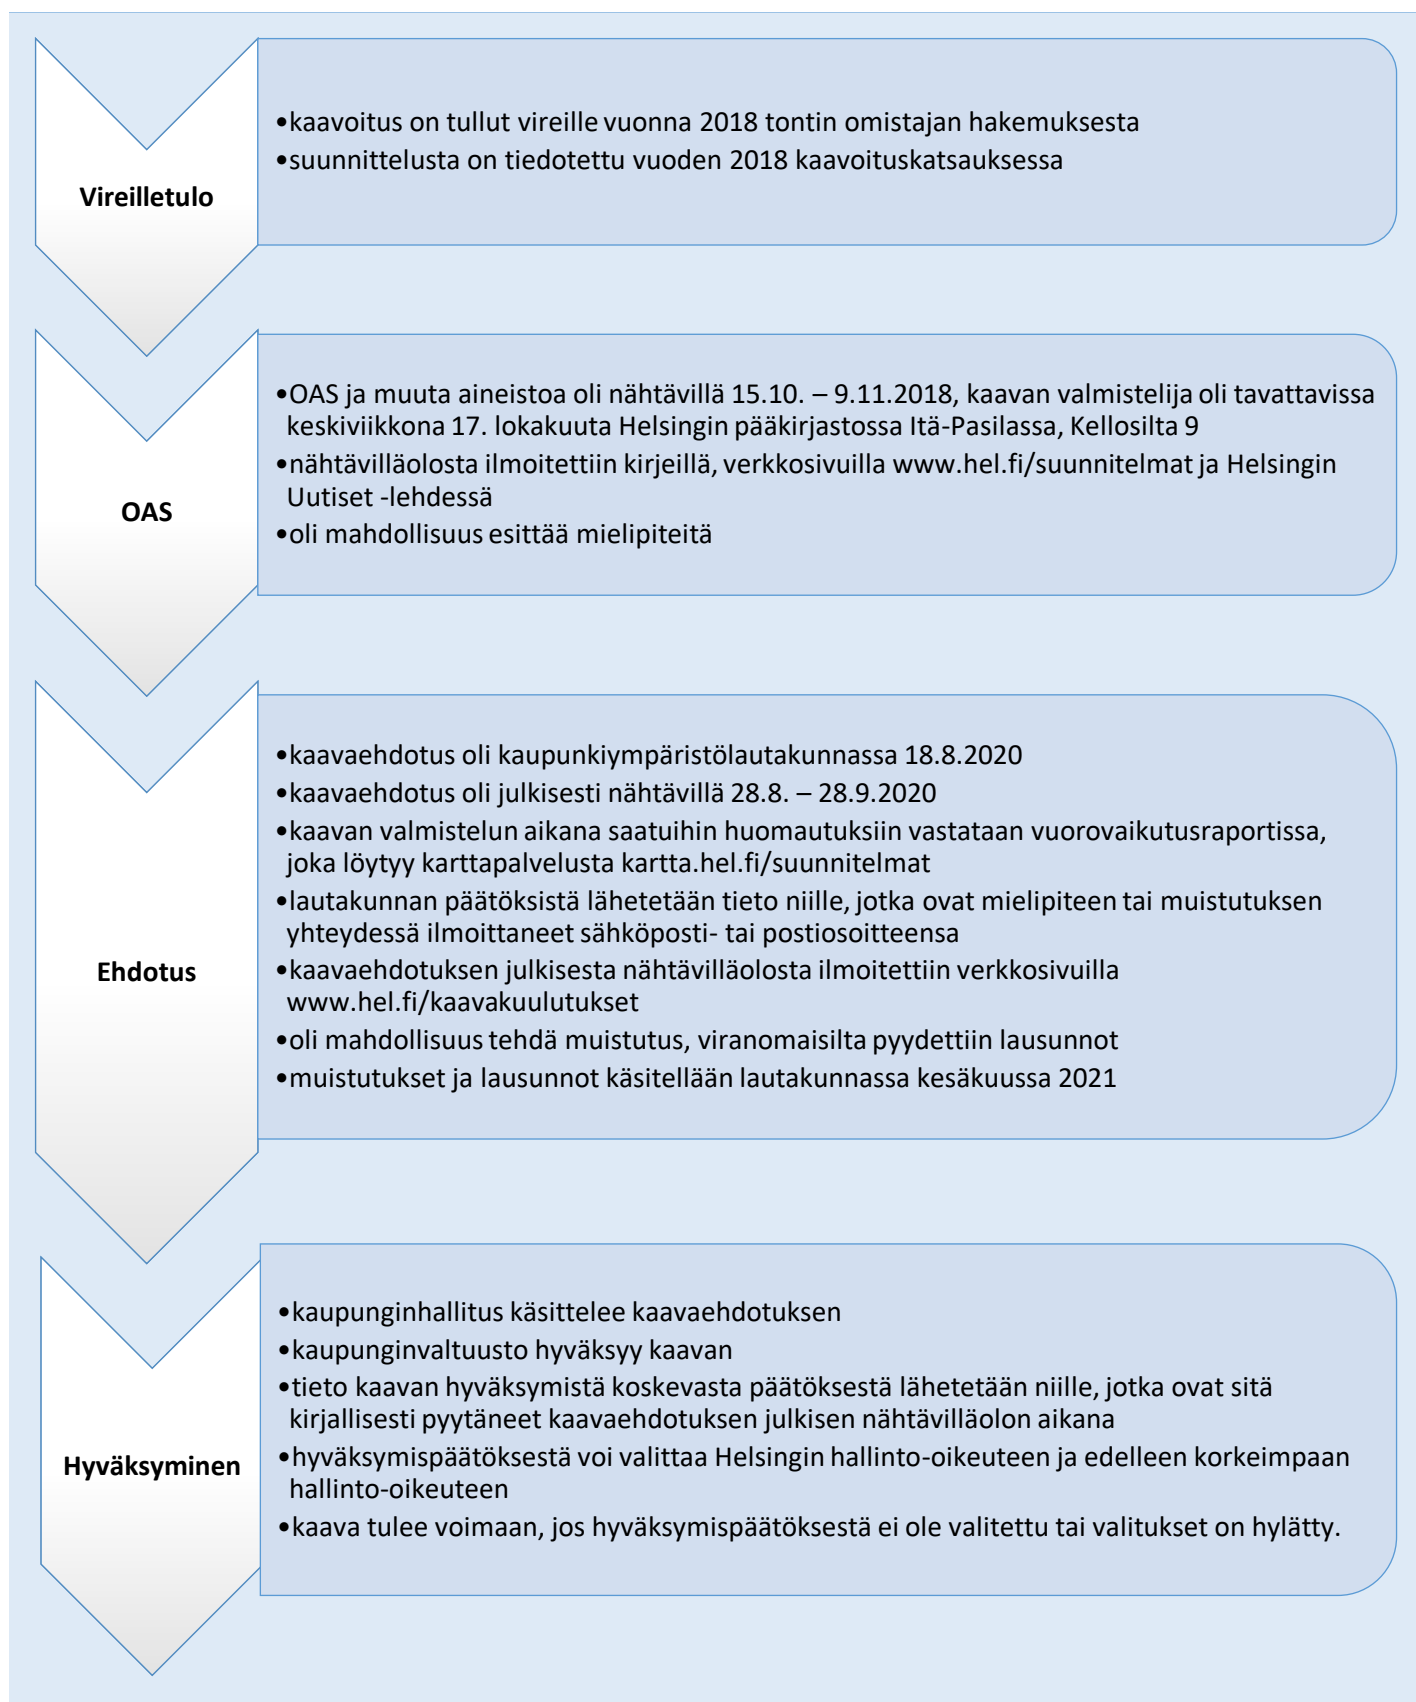 Vireilletulo
•kaavoitus on tullut vireille vuonna 2018 tontin omistajan hakemuksesta
•suunnittelusta on tiedotettu vuoden 2018 kaavoituskatsauksessa
OAS
•OAS ja muuta aineistoa oli nähtävillä 15.10. – 9.11.2018, kaavan valmistelija oli tavattavissa
keskiviikkona 17. lokakuuta Helsingin pääkirjastossa Itä-Pasilassa, Kellosilta 9
•nähtävilläolosta ilmoitettiin kirjeillä, verkkosivuilla www.hel.fi/suunnitelmat ja Helsingin
Uutiset -lehdessä
•oli mahdollisuus esittää mielipiteitä
Ehdotus
•kaavaehdotus oli kaupunkiympäristölautakunnassa 18.8.2020
•kaavaehdotus oli julkisesti nähtävillä 28.8. – 28.9.2020
•kaavan valmistelun aikana saatuihin huomautuksiin vastataan vuorovaikutusraportissa,
joka löytyy karttapalvelusta kartta.hel.fi/suunnitelmat
•lautakunnan päätöksistä lähetetään tieto niille, jotka ovat mielipiteen tai muistutuksen
yhteydessä ilmoittaneet sähköposti- tai postiosoitteensa
•kaavaehdotuksen julkisesta nähtävilläolosta ilmoitettiin verkkosivuilla
www.hel.fi/kaavakuulutukset
•oli mahdollisuus tehdä muistutus, viranomaisilta pyydettiin lausunnot
•muistutukset ja lausunnot käsitellään lautakunnassa kesäkuussa 2021
Hyväksyminen
•kaupunginhallitus käsittelee kaavaehdotuksen
•kaupunginvaltuusto hyväksyy kaavan
•tieto kaavan hyväksymistä koskevasta päätöksestä lähetetään niille, jotka ovat sitä
kirjallisesti pyytäneet kaavaehdotuksen julkisen nähtävilläolon aikana
•hyväksymispäätöksestä voi valittaa Helsingin hallinto-oikeuteen ja edelleen korkeimpaan
hallinto-oikeuteen
•kaava tulee voimaan, jos hyväksymispäätöksestä ei ole valitettu tai valitukset on hylätty.